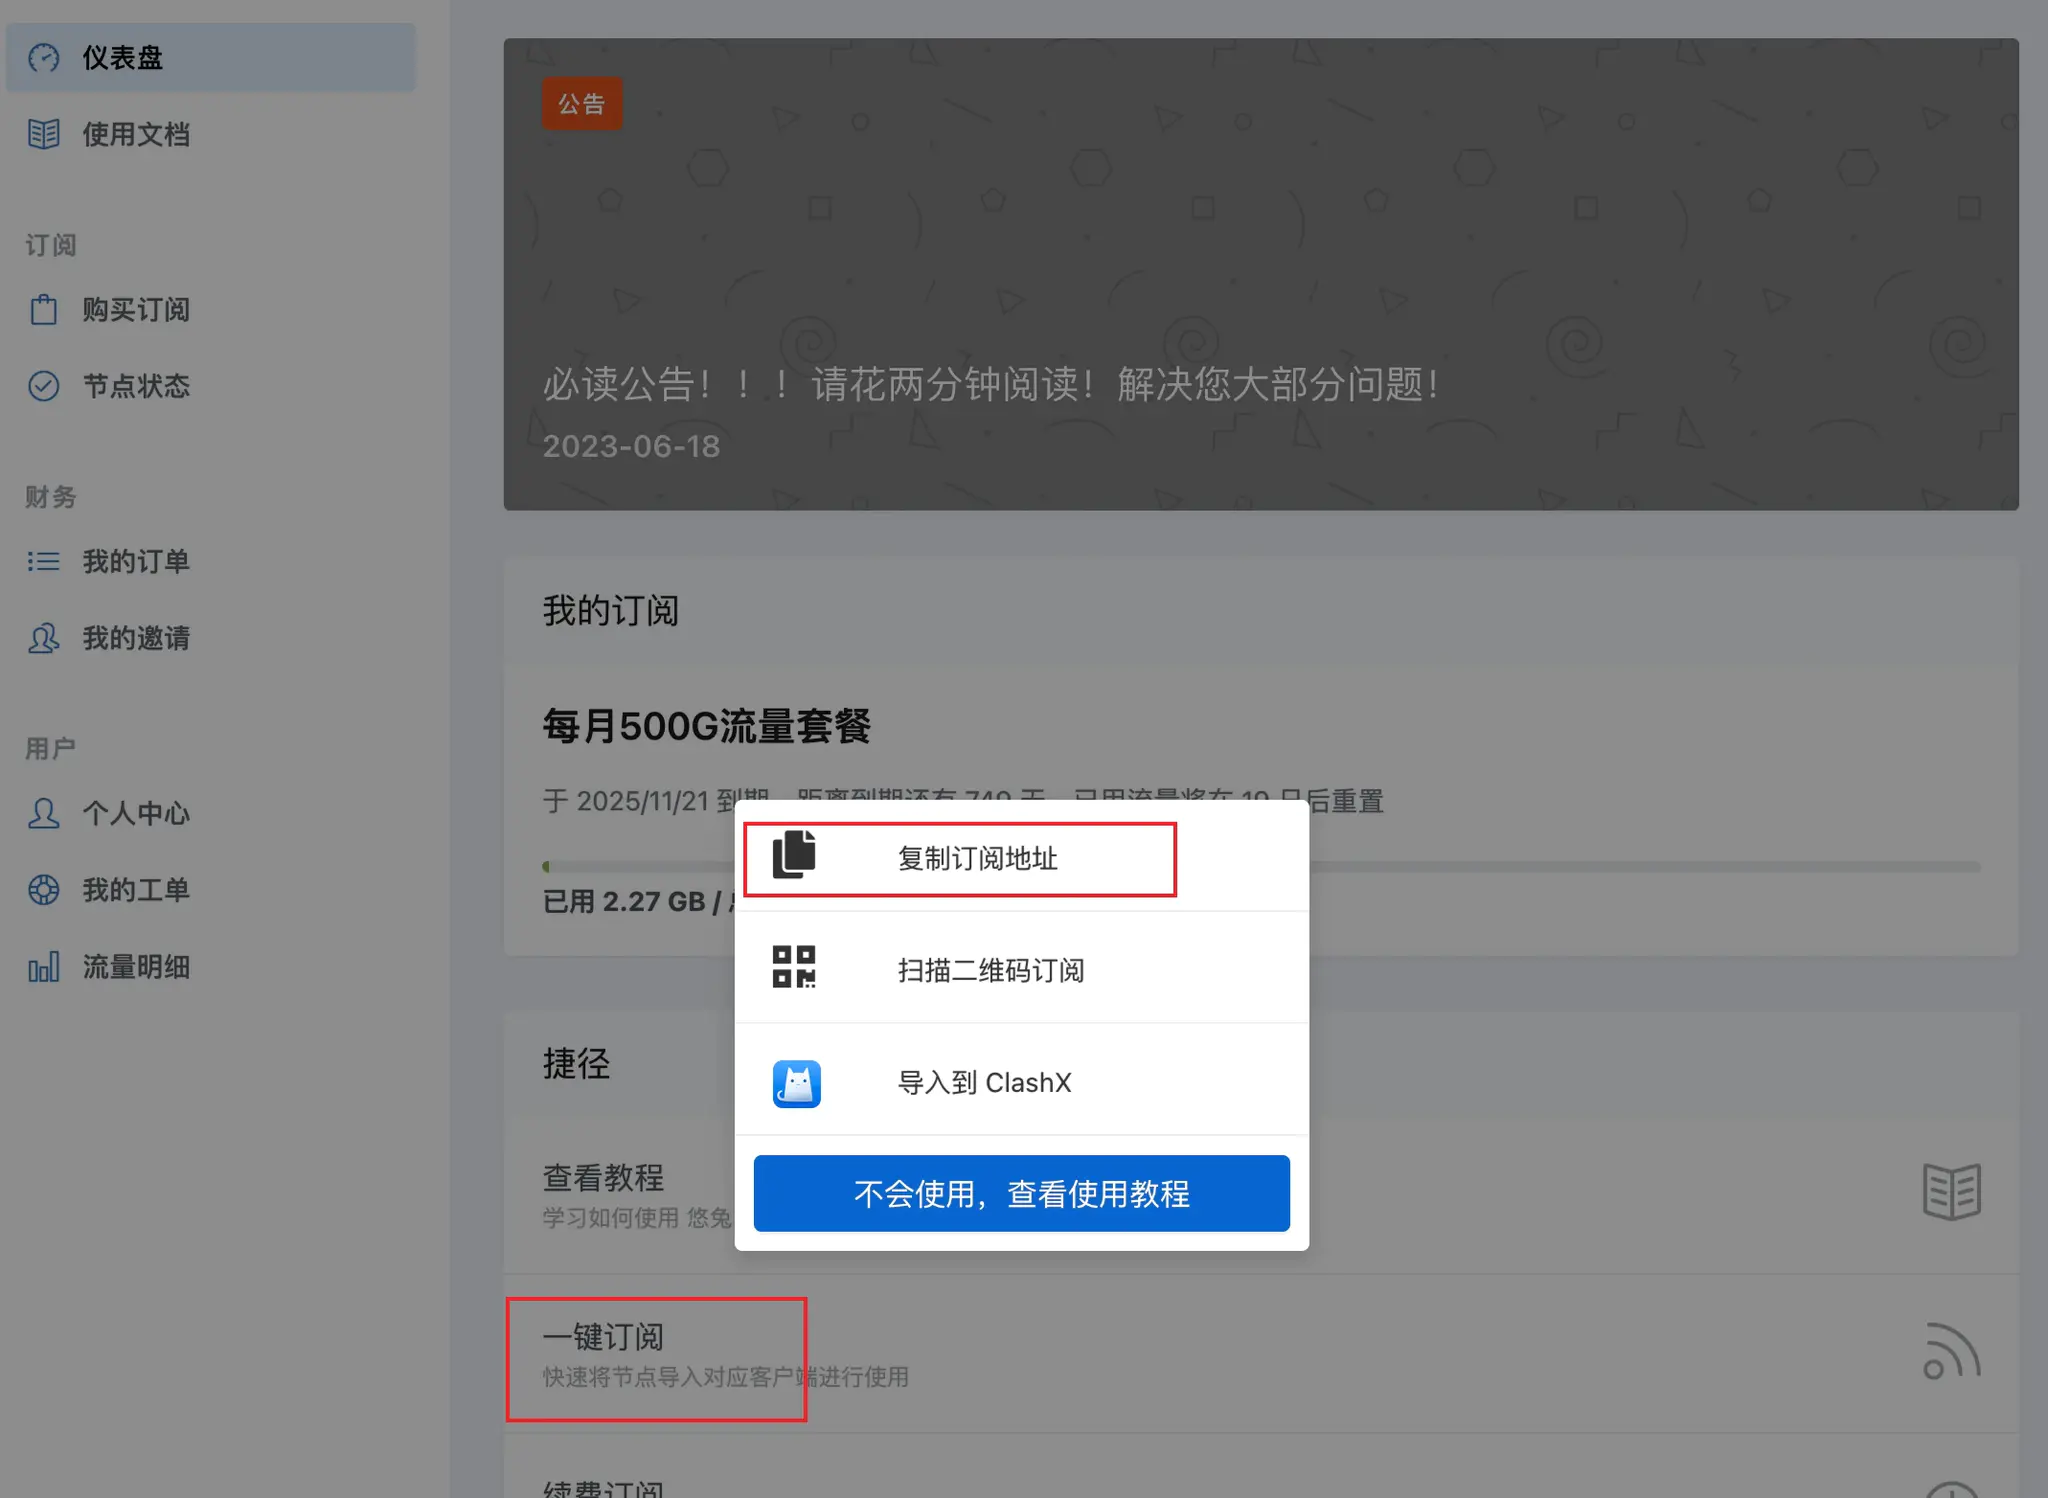 仪表盘
使用文档
订阅
购买订阅
节点状态
财务
我的订单
我的邀请
用户
个人中心
我的工单
流量明细
公告
必读公告！！！请花两分钟阅读！解决您大部分问题！
2023-06-18
我的订阅
每月500G流量套餐
于 2025/11/21 到期，距离到期还有 749 天。已用流量将在 19 日后重置
已用 2.27 GB /
复制订阅地址
扫描二维码订阅
导入到 ClashX
不会使用，查看使用教程
捷径
查看教程
学习如何使用 悠兔
一键订阅
快速将节点导入对应客户端进行使用
续费订阅